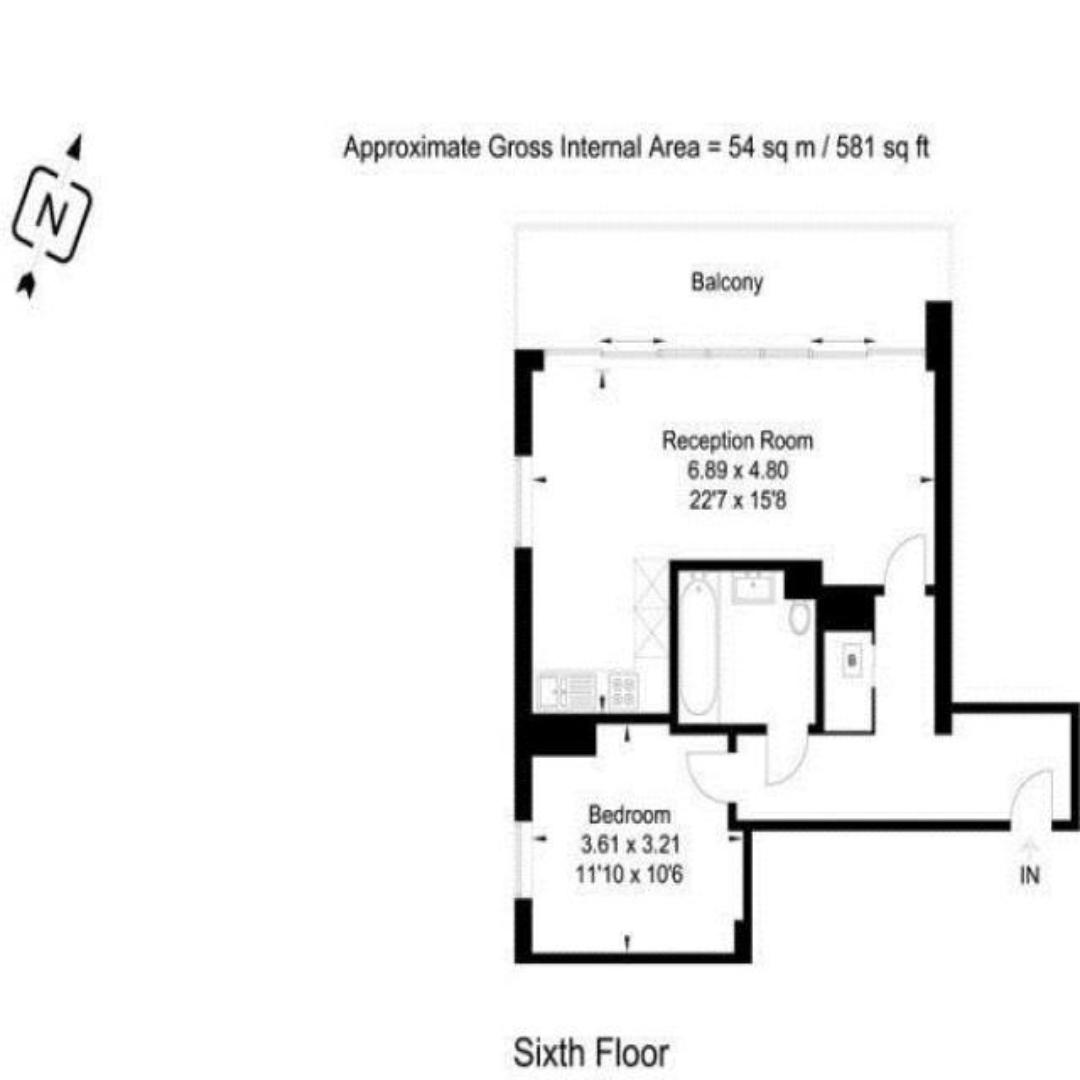 Approximate Gross Internal Area = 54 sq m / 581 sq ft
N
Balcony
Reception Room
6.89 x 4.80
22'7 x 15'8
B
Bedroom
3.61 x 3.21
11'10 x 10'6
IN
Sixth Floor